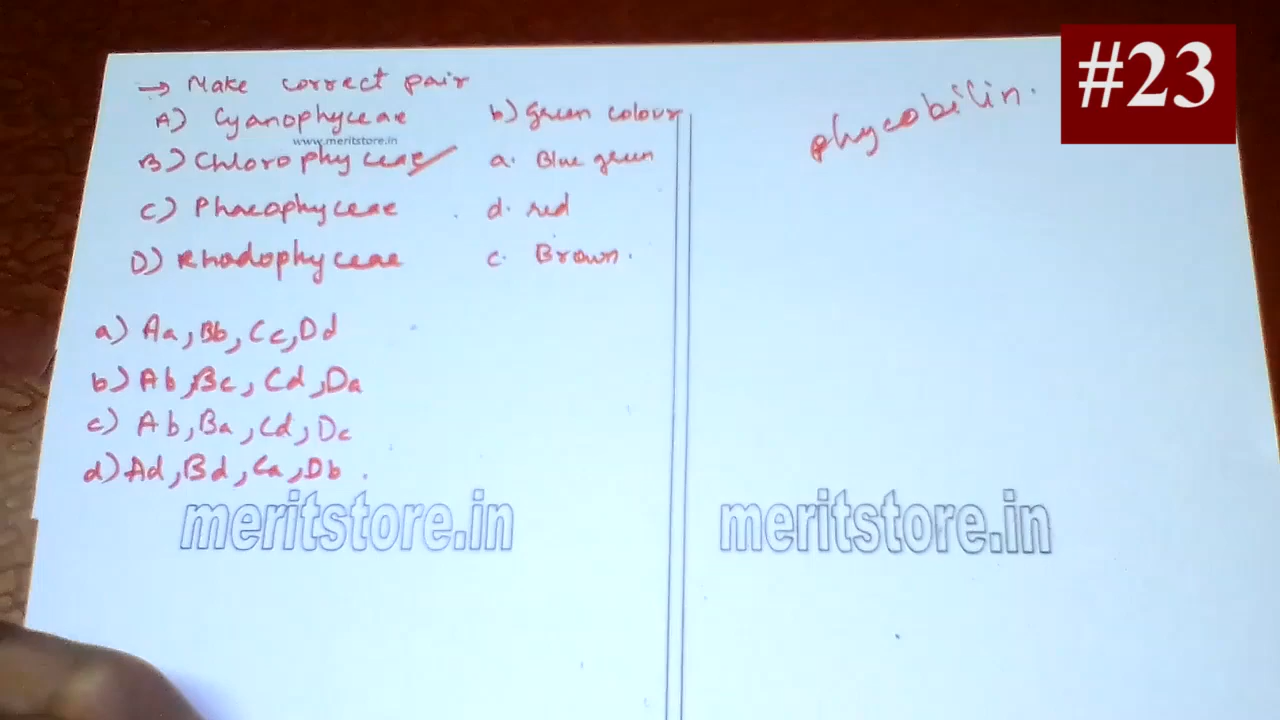 #23
→ Make correct pair
A) Cyanophyceae b) green colour
www.meritstore.in
B) Chlorophyceae a. Blue green
C) Phaeophyceae d. red
D) Rhodophyceae c. Brown.
a) Aa, Bb, Cc, Dd
b) Ab, Bc, Cd, Da
c) Ab, Ba, Cd, Dc
d) Ad, Bd, Ca, Db.
phycobilin.
meritstore.in meritstore.in